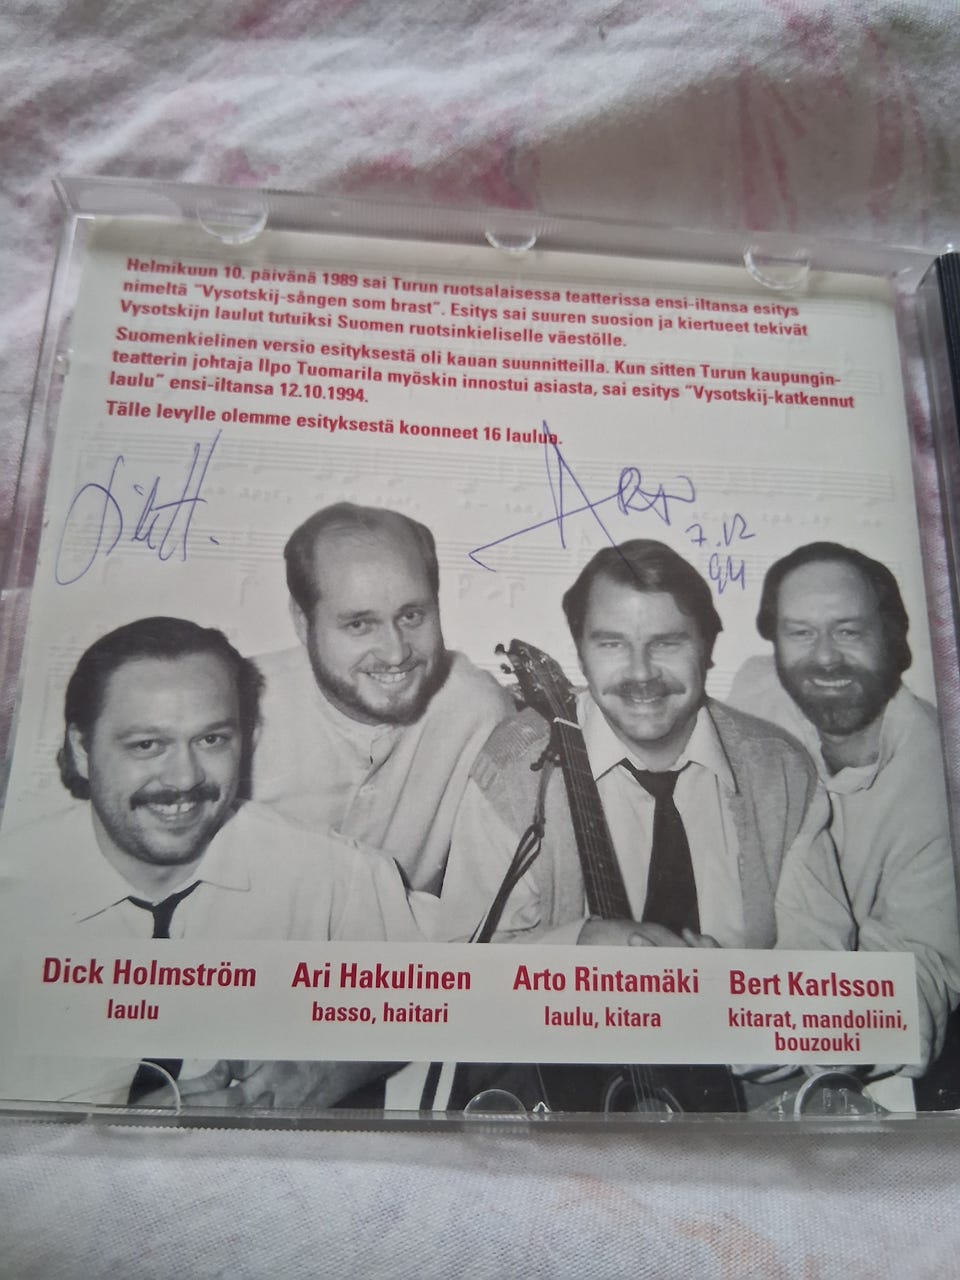 Helmikuun 10. päivänä 1989 sai Turun ruotsalaisessa teatterissa ensi-iltansa esitys
nimeltä "Vysotskij-sången som brast". Esitys sai suuren suosion ja kiertueet tekivät
Vysotskijn laulut tutuiksi Suomen ruotsinkieliselle väestölle.
Suomenkielinen versio esityksestä oli kauan suunnitteilla. Kun sitten Turun kaupungin-
teatterin johtaja Ilpo Tuomarila myöskin innostui asiasta, sai esitys "Vysotskij-katkennut
laulu" ensi-iltansa 12.10.1994.
Tälle levylle olemme esityksestä koonneet 16 laulua.
Arto
7.12
94
Dick Holmström
laulu
Ari Hakulinen
basso, haitari
Arto Rintamäki
laulu, kitara
Bert Karlsson
kitarat, mandoliini,
bouzouki